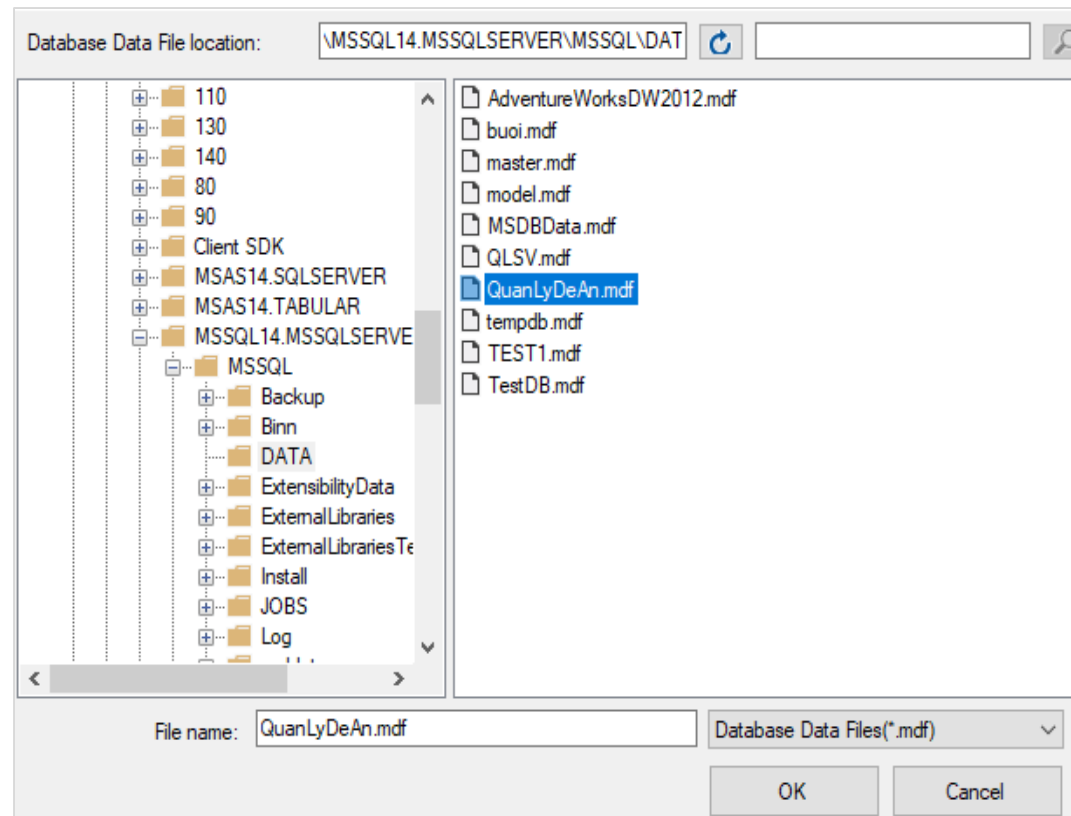 Database Data File location:
\MSSQL14.MSSQLSERVER\MSSQL\DAT
110
130
140
80
90
Client SDK
MSAS14.SQLSERVER
MSAS14.TABULAR
MSSQL14.MSSQLSERVE
MSSQL
Backup
Binn
DATA
ExtensibilityData
ExternalLibraries
ExternalLibrariesTe
Install
JOBS
Log
AdventureWorksDW2012.mdf
buoi.mdf
master.mdf
model.mdf
MSDBData.mdf
QLSV.mdf
QuanLyDeAn.mdf
tempdb.mdf
TEST1.mdf
TestDB.mdf
File name:
QuanLyDeAn.mdf
Database Data Files(*.mdf)
OK
Cancel